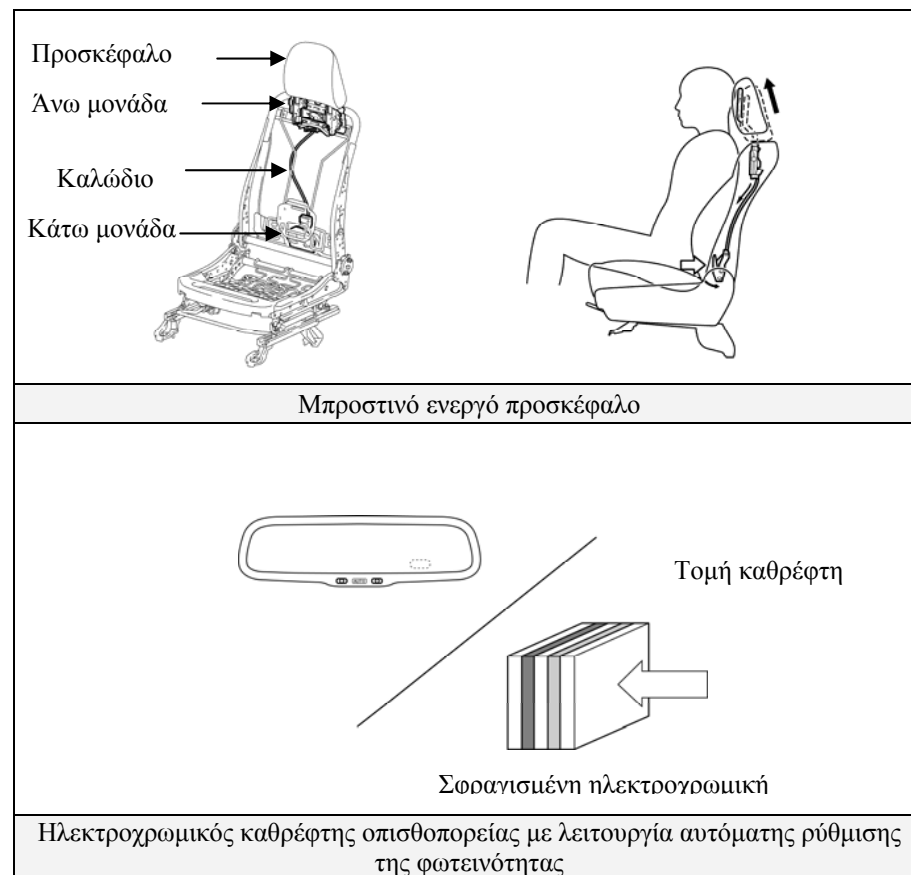 Προσκέφαλο
Άνω μονάδα
Καλώδιο
Κάτω μονάδα
Μπροστινό ενεργό προσκέφαλο
AUTO
Τομή καθρέφτη
Σφραγισμένη ηλεκτροχρωμική
Ηλεκτροχρωμικός καθρέφτης οπισθοπορείας με λειτουργία αυτόματης ρύθμισης
της φωτεινότητας